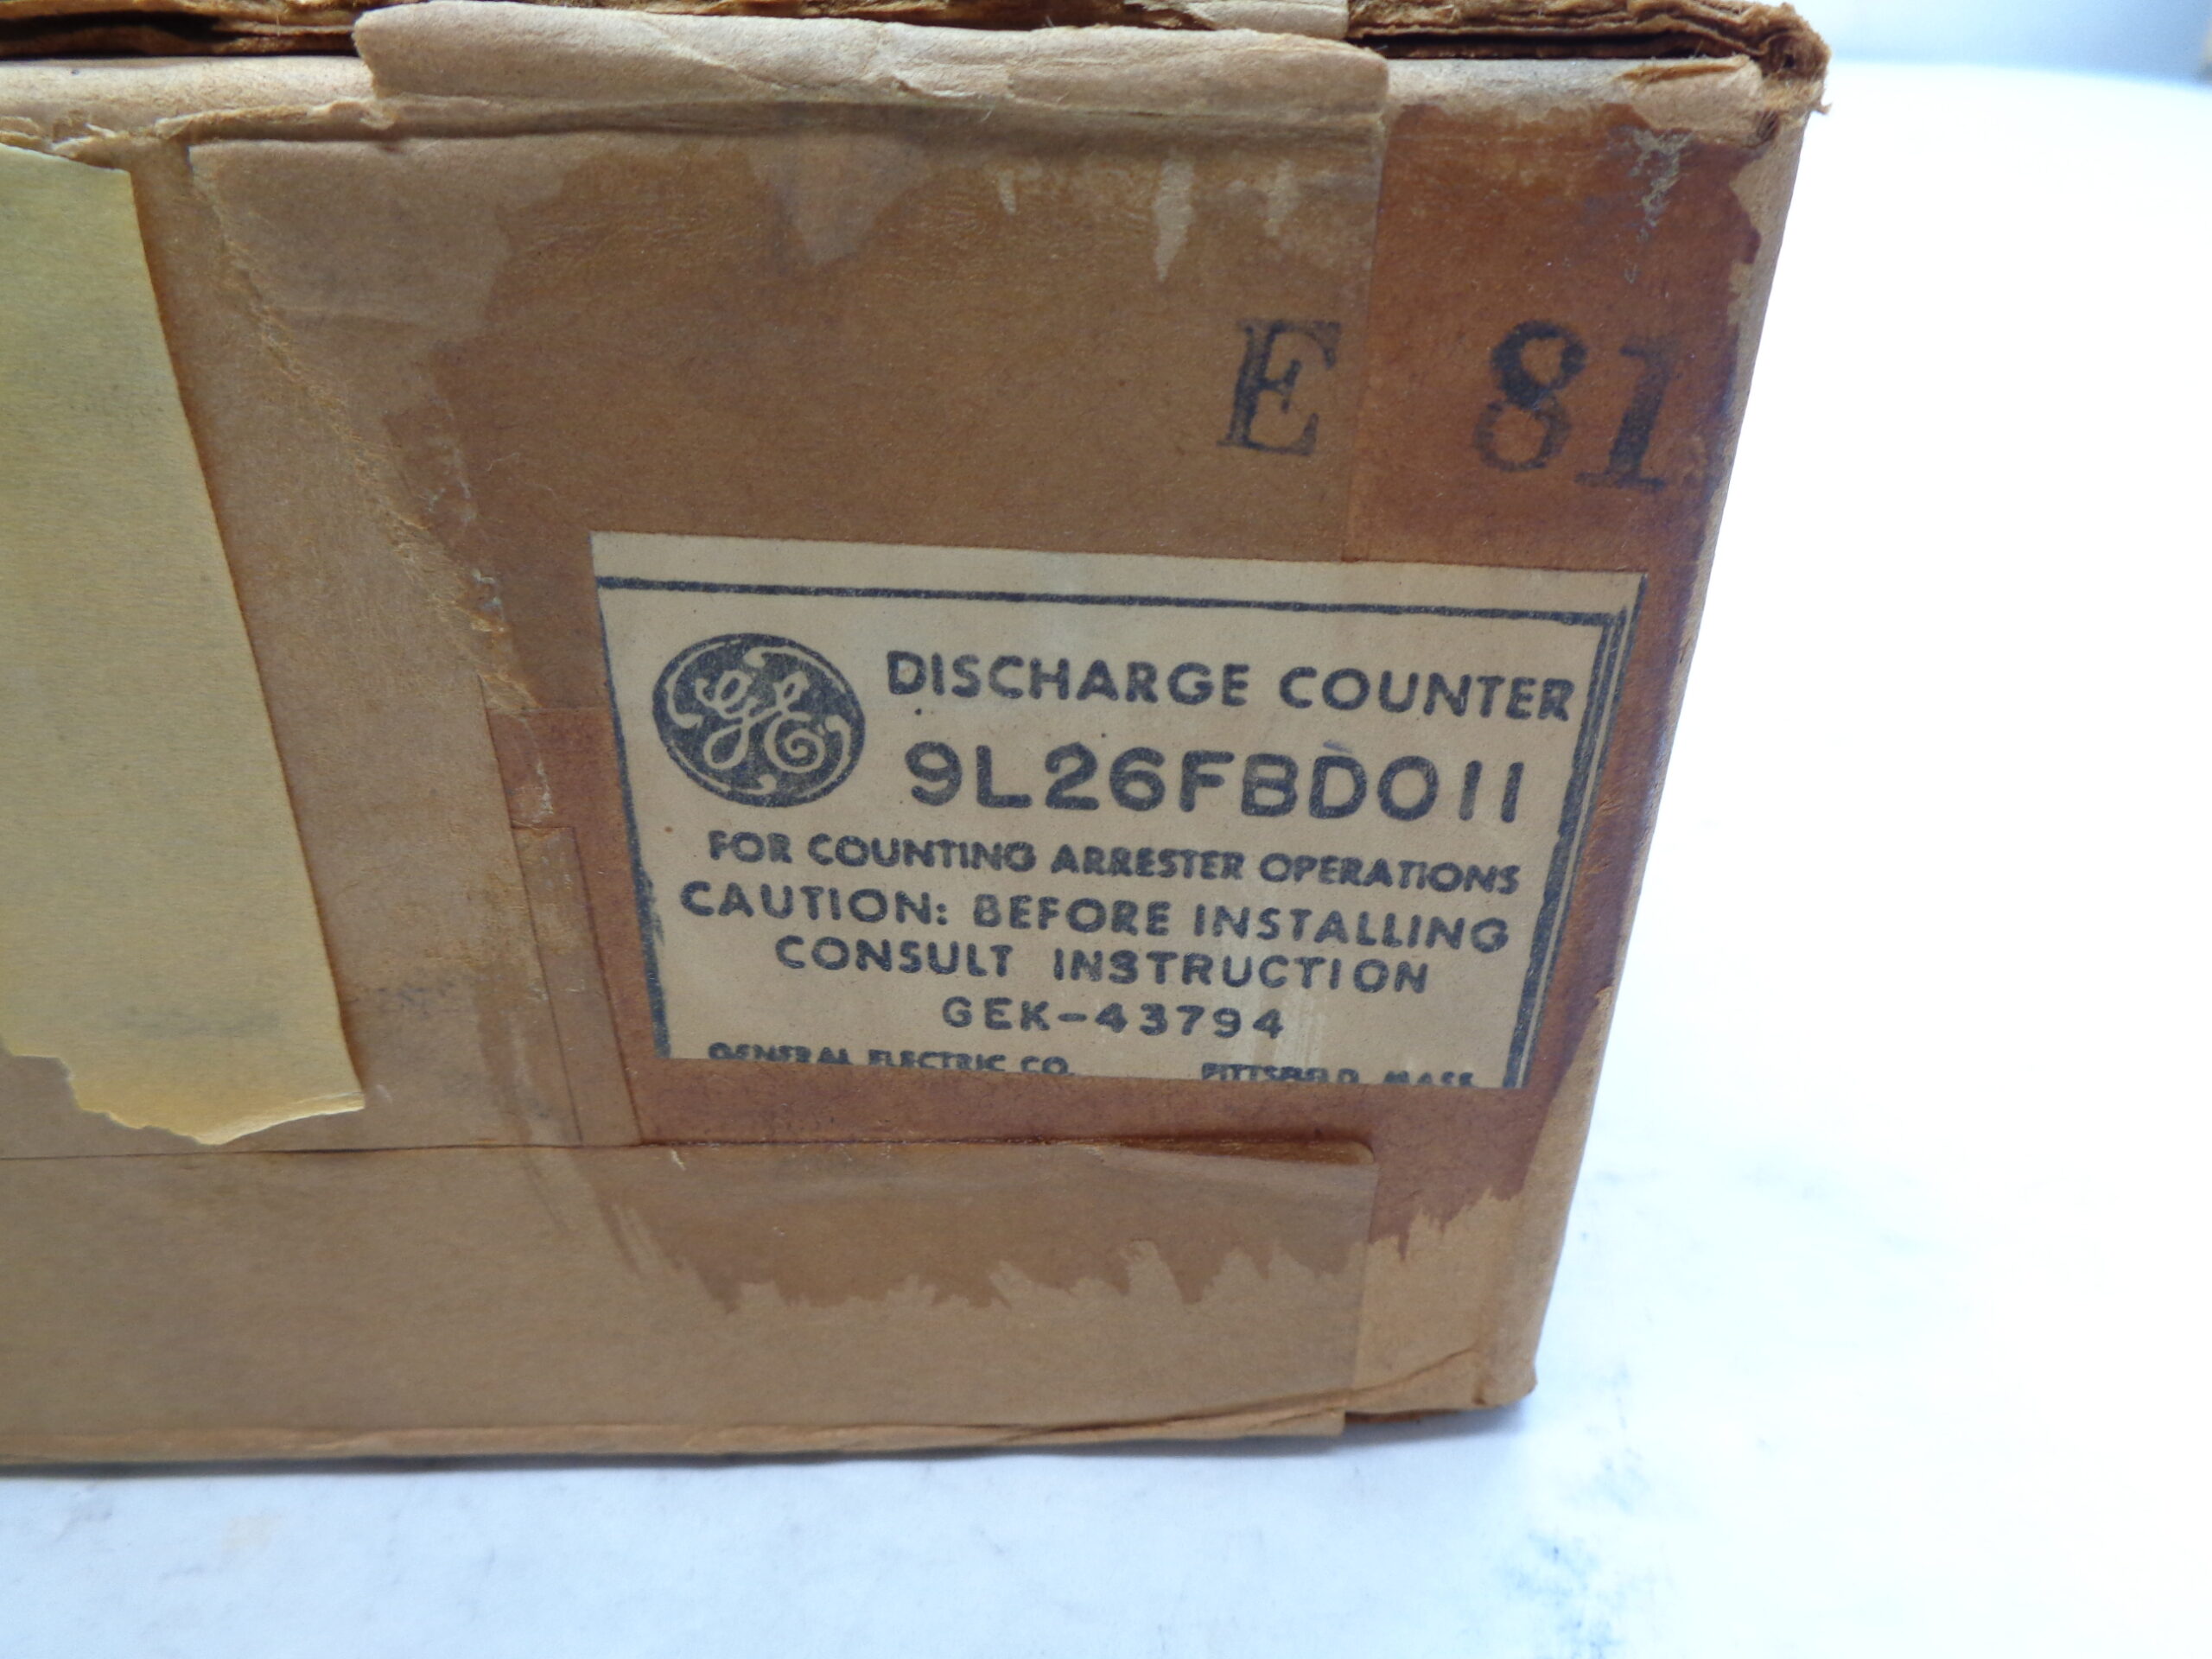 E 81
GE
DISCHARGE COUNTER
9L26FBD011
FOR COUNTING ARRESTER OPERATIONS
CAUTION: BEFORE INSTALLING
CONSULT INSTRUCTION
GEK-43794
GENERAL ELECTRIC CO. PITTSFIELD, MASS.